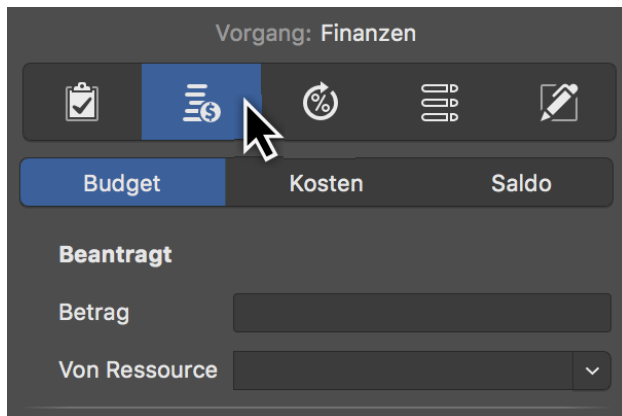 Vorgang: Finanzen
Budget Kosten Saldo
Beantragt
Betrag
Von Ressource